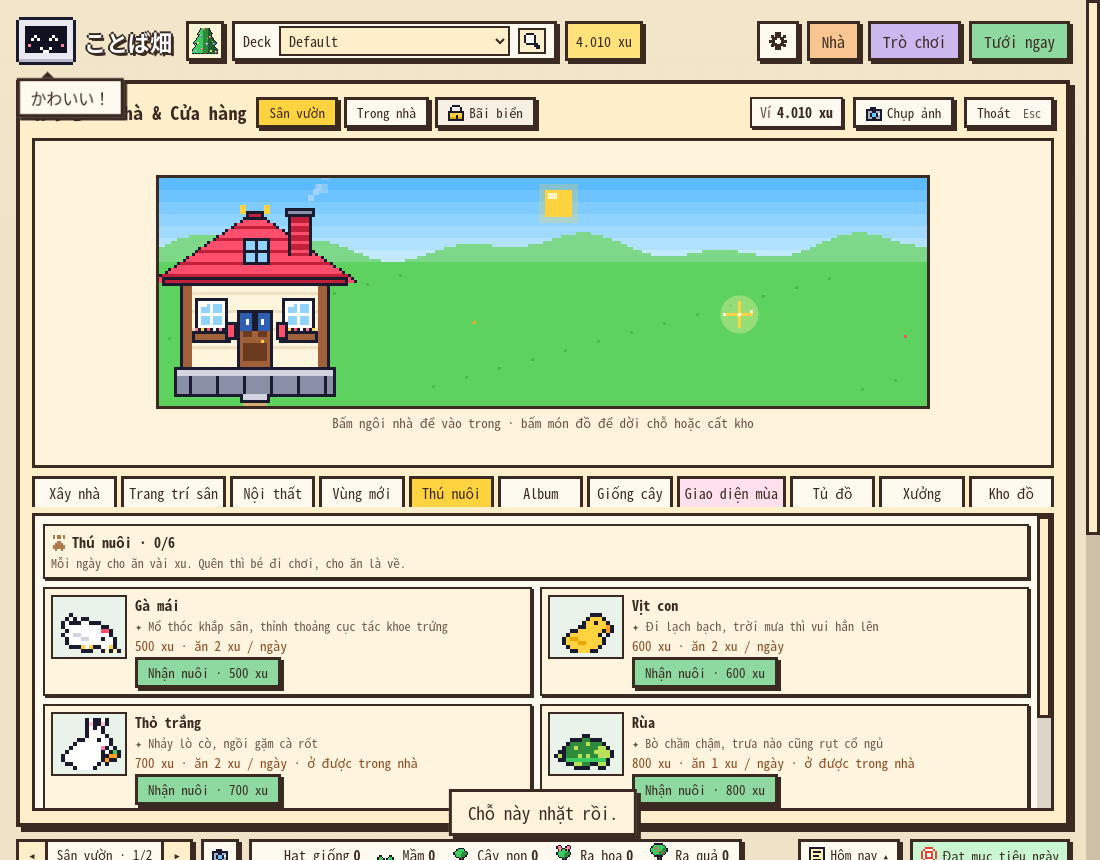 ことば畑
Deck Default 4.010 xu
Nhà Trò chơi Tưới ngay
かわいい！
nhà & Cửa hàng Sân vườn Trong nhà Bãi biển Ví 4.010 xu Chụp ảnh Thoát Esc
Bấm ngôi nhà để vào trong · bấm món đồ để dời chỗ hoặc cất kho
Xây nhà Trang trí sân Nội thất Vùng mới Thú nuôi Album Giống cây Giao diện mùa Tủ đồ Xưởng Kho đồ
Thú nuôi · 0/6
Mỗi ngày cho ăn vài xu. Quên thì bé đi chơi, cho ăn là về.
Gà mái
✦ Mổ thóc khắp sân, thỉnh thoảng cục tác khoe trứng
500 xu · ăn 2 xu / ngày
Nhận nuôi · 500 xu
Vịt con
✦ Đi lạch bạch, trời mưa thì vui hẳn lên
600 xu · ăn 2 xu / ngày
Nhận nuôi · 600 xu
Thỏ trắng
✦ Nhảy lò cò, ngồi gặm cà rốt
700 xu · ăn 2 xu / ngày · ở được trong nhà
Nhận nuôi · 700 xu
Rùa
✦ Bò chầm chậm, trưa nào cũng rụt cổ ngủ
800 xu · ăn 1 xu / ngày · ở được trong nhà
Nhận nuôi · 800 xu
Chỗ này nhặt rồi.
◂ Sân vườn · 1/2 ▸ Hạt giống 0 Mầm 0 Cây non 0 Ra hoa 0 Ra quả 0 Hôm nay ▴ Đạt mục tiêu ngày